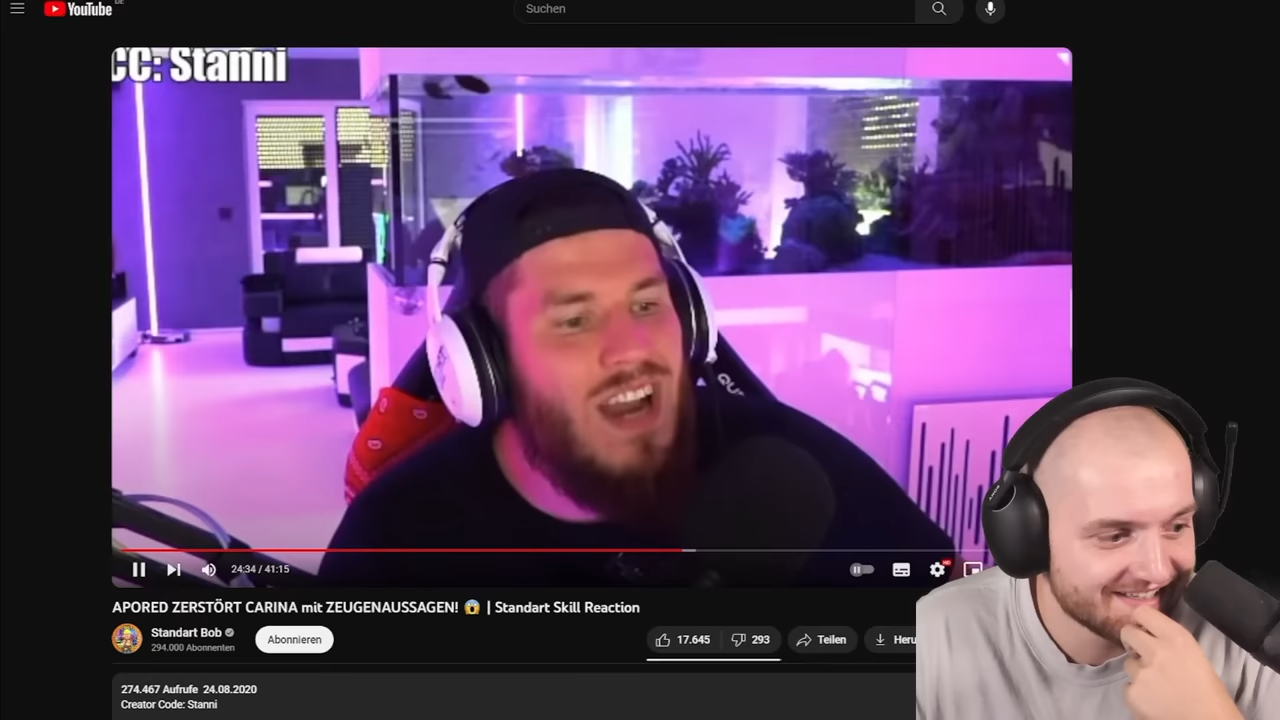 YouTube DE
Suchen
CC: Stanni
24:34 / 41:15
APORED ZERSTÖRT CARINA mit ZEUGENAUSSAGEN! 😱 | Standart Skill Reaction
Standart Bob
294.000 Abonnenten
Abonnieren
17.645
293
Teilen
Heru
274.467 Aufrufe 24.08.2020
Creator Code: Stanni